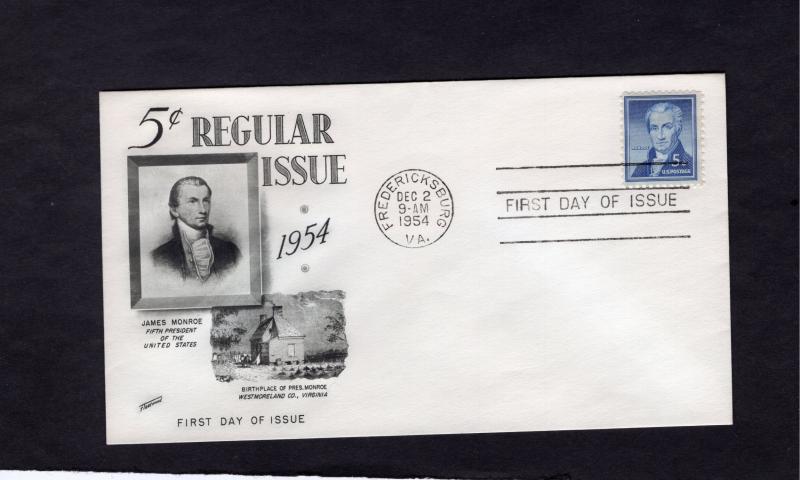 5¢ REGULAR
ISSUE
1954
JAMES MONROE
FIFTH PRESIDENT
OF THE
UNITED STATES
BIRTHPLACE OF PRES. MONROE
WESTMORELAND CO., VIRGINIA
Fleetwood
FIRST DAY OF ISSUE
FREDERICKSBURG
DEC 2
9-AM
1954
VA.
FIRST DAY OF ISSUE
5¢
U.S. POSTAGE